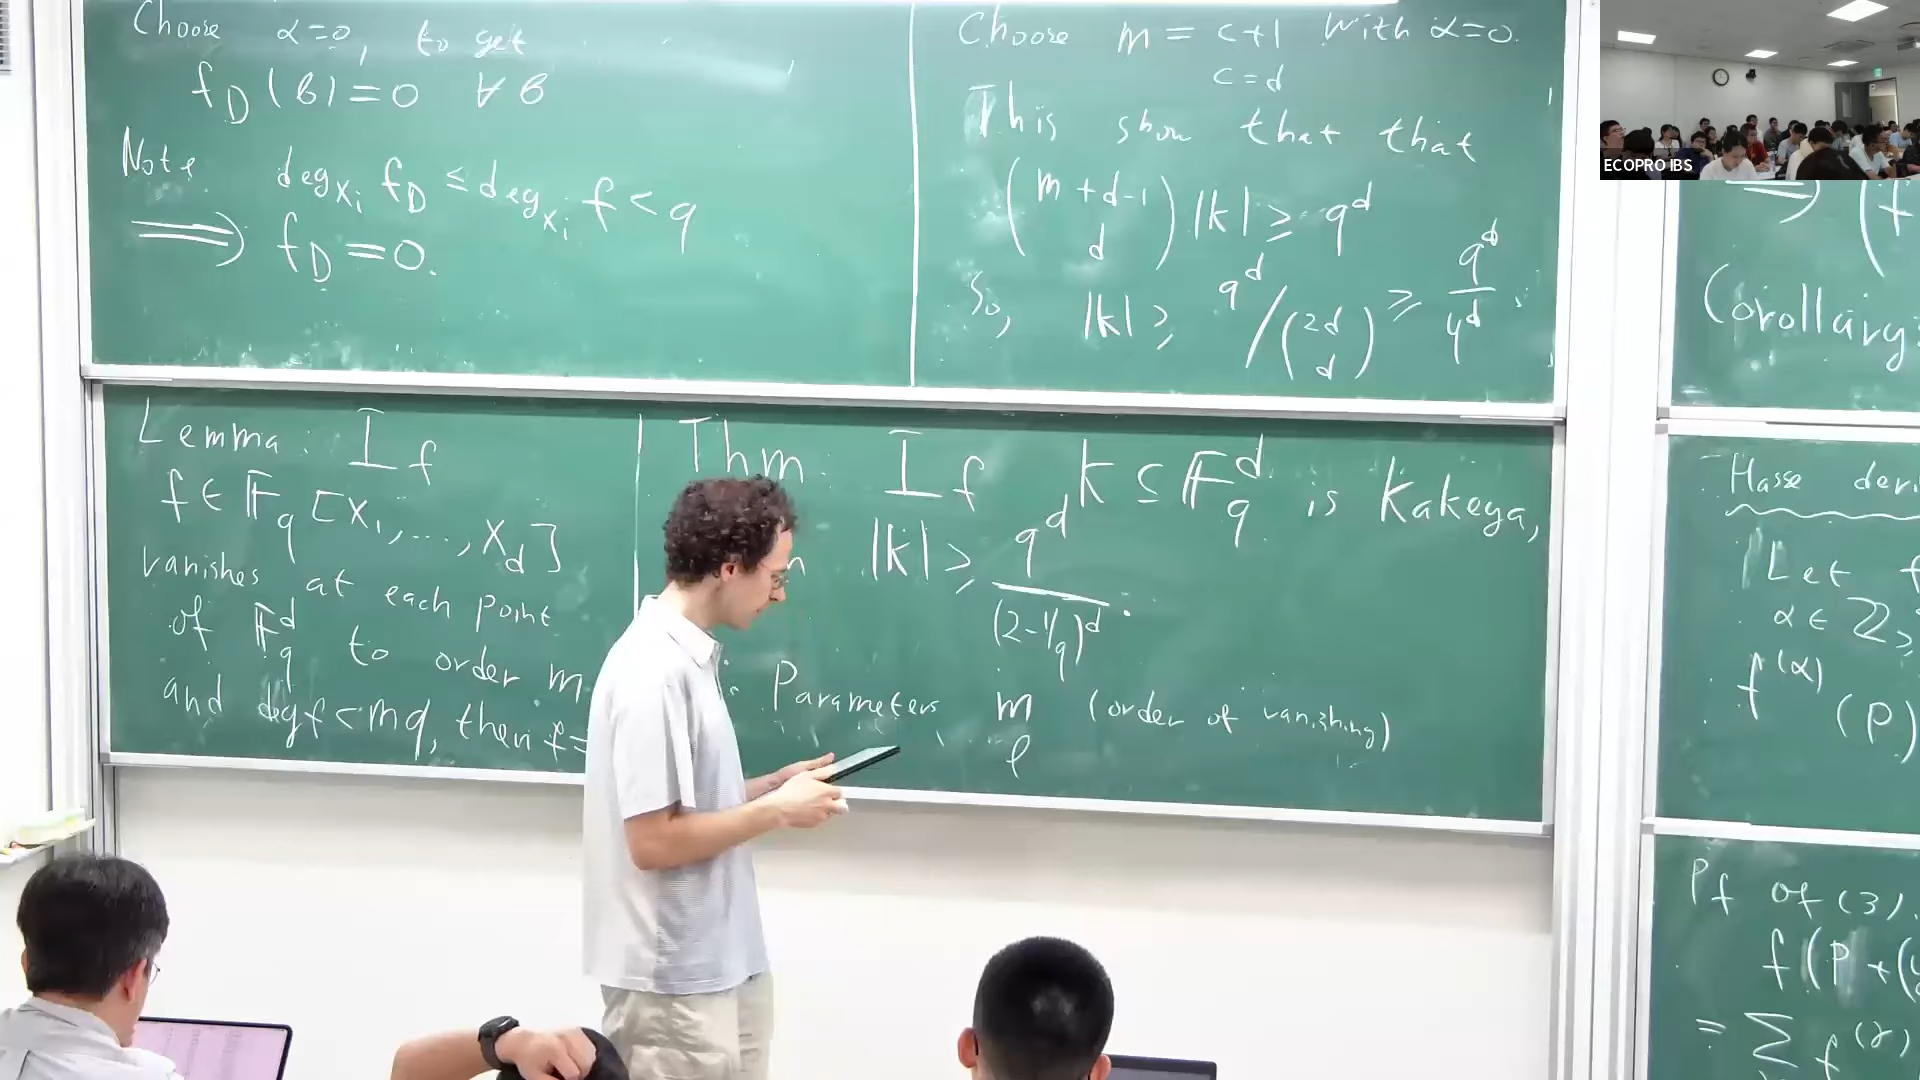 Choose α=0, to get
f_D(b)=0 ∀ b
Note deg_{x_i} f_D ≤ deg_{x_i} f < q
⟹ f_D=0.
Choose m = c+1 with α=0.
c=d
This show that that
(m+d-1 d)|K| ≥ q^d
So, |K| ≥ q^d/(2d d) ≥ q^d/4^d.
Lemma: If
f ∈ F_q[X_1,...,X_d]
vanishes at each point
of F_q^d to order m
and deg f < mq, then f=
Thm: If K ⊆ F_q^d is Kakeya,
|K| ≥ q^d/(2-1/q)^d.
Parameters m (order of vanishing)
ℓ
ECOPRO IBS
⟹ (f
Corollary:
Hasse deri
Let f
α ∈ Z≥
f^(α) (P)
Pf of (3).
f(P+(
= Σ f^(γ)